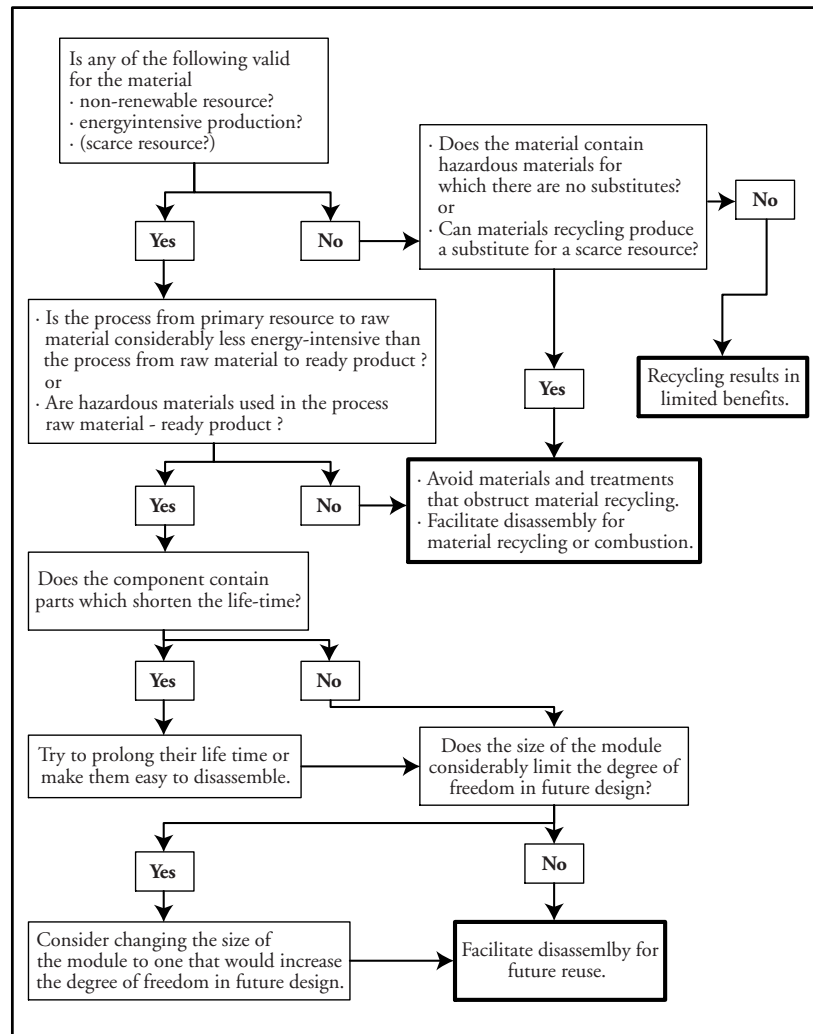 Is any of the following valid
for the material
· non-renewable resource?
· energyintensive production?
· (scarce resource?)
· Does the material contain
hazardous materials for
which there are no substitutes?
or
· Can materials recycling produce
a substitute for a scarce resource?
No
Yes
No
· Is the process from primary resource to raw
material considerably less energy-intensive than
the process from raw material to ready product ?
or
· Are hazardous materials used in the process
raw material - ready product ?
Yes
Recycling results in
limited benefits.
Yes
No
· Avoid materials and treatments
that obstruct material recycling.
· Facilitate disassembly for
material recycling or combustion.
Does the component contain
parts which shorten the life-time?
Yes
No
Try to prolong their life time or
make them easy to disassemble.
Does the size of the module
considerably limit the degree of
freedom in future design?
Yes
No
Consider changing the size of
the module to one that would increase
the degree of freedom in future design.
Facilitate disassemlby for
future reuse.